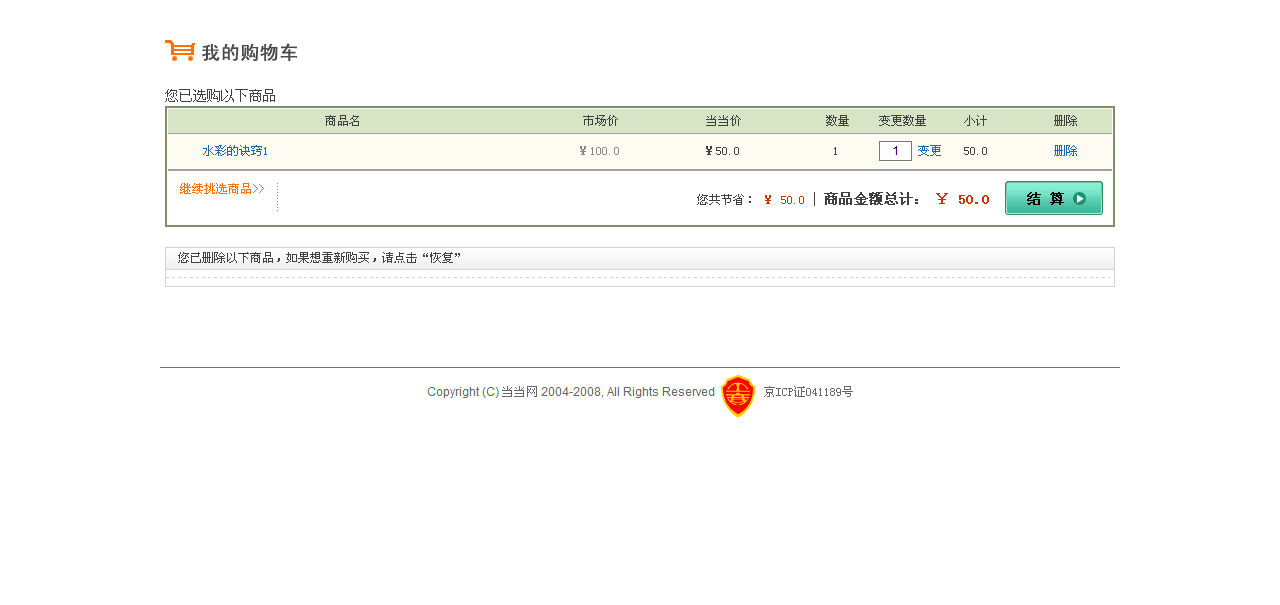 我的购物车
您已选购以下商品
商品名 市场价 当当价 数量 变更数量 小计 删除
水彩的诀窍1 ¥100.0 ¥50.0 1 1 变更 50.0 删除
继续挑选商品>> 您共节省： ¥ 50.0 | 商品金额总计： ¥ 50.0 结 算
您已删除以下商品，如果想重新购买，请点击“恢复”
Copyright (C) 当当网 2004-2008, All Rights Reserved 京ICP证041189号